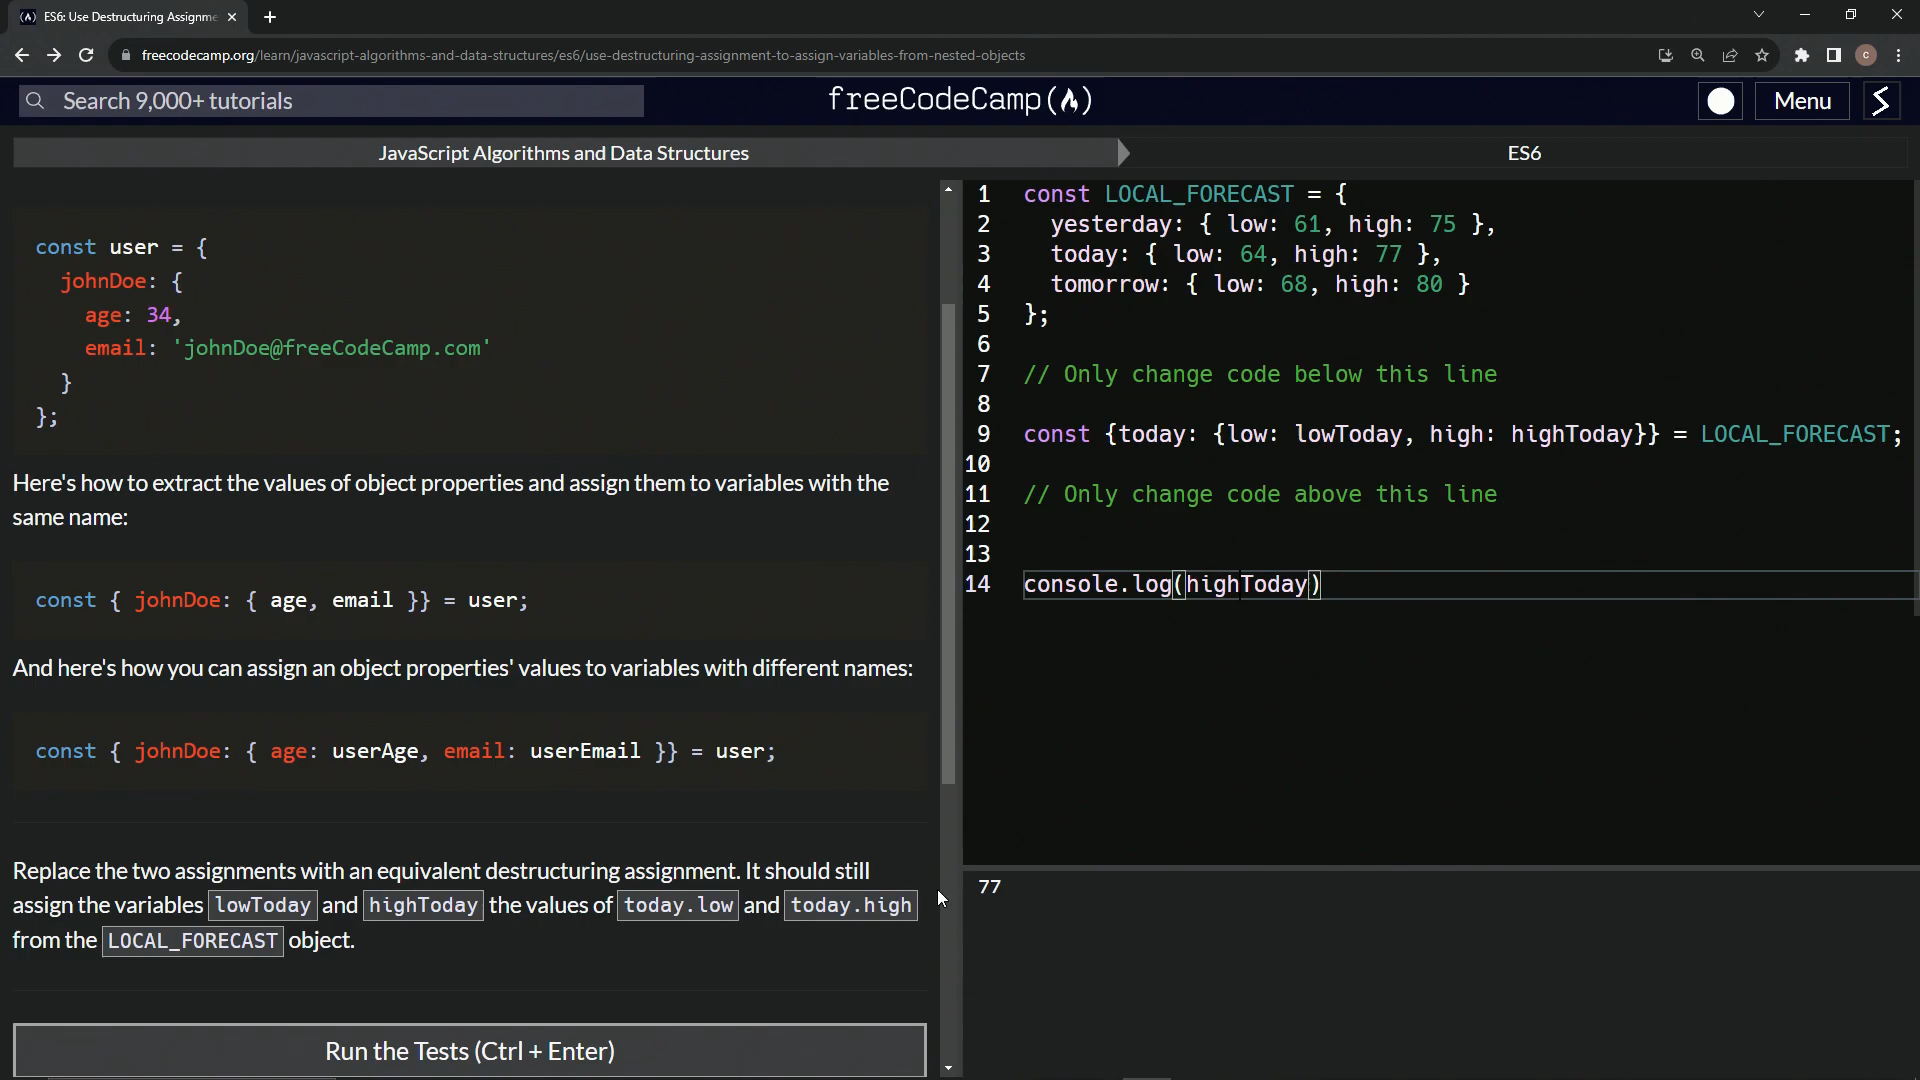 ES6: Use Destructuring Assignme
freecodecamp.org/learn/javascript-algorithms-and-data-structures/es6/use-destructuring-assignment-to-assign-variables-from-nested-objects
c
Search 9,000+ tutorials
freeCodeCamp
Menu
JavaScript Algorithms and Data Structures
ES6
const user = {
johnDoe: {
age: 34,
email: 'johnDoe@freeCodeCamp.com'
}
};
Here's how to extract the values of object properties and assign them to variables with the
same name:
const { johnDoe: { age, email }} = user;
And here's how you can assign an object properties' values to variables with different names:
const { johnDoe: { age: userAge, email: userEmail }} = user;
Replace the two assignments with an equivalent destructuring assignment. It should still
assign the variables lowToday and highToday the values of today.low and today.high
from the LOCAL_FORECAST object.
Run the Tests (Ctrl + Enter)
1 const LOCAL_FORECAST = {
2 yesterday: { low: 61, high: 75 },
3 today: { low: 64, high: 77 },
4 tomorrow: { low: 68, high: 80 }
5 };
6
7 // Only change code below this line
8
9 const {today: {low: lowToday, high: highToday}} = LOCAL_FORECAST;
10
11 // Only change code above this line
12
13
14 console.log(highToday)
77